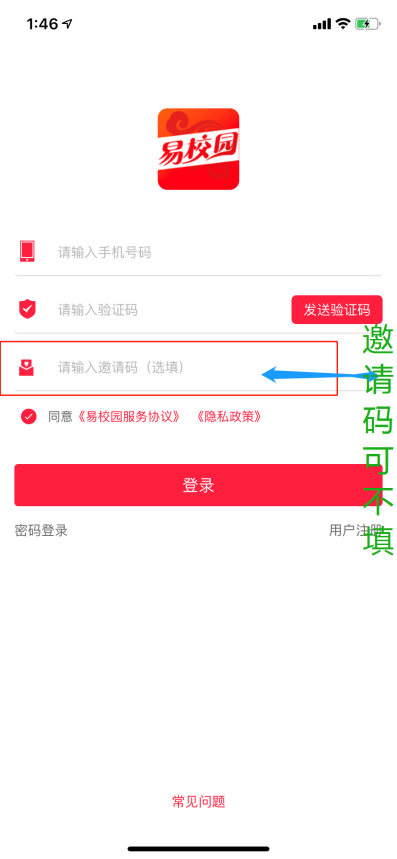 1:46
易校园
请输入手机号码
请输入验证码
发送验证码
请输入邀请码（选填）
同意《易校园服务协议》 《隐私政策》
登录
密码登录
用户注册
邀请码可不填
常见问题